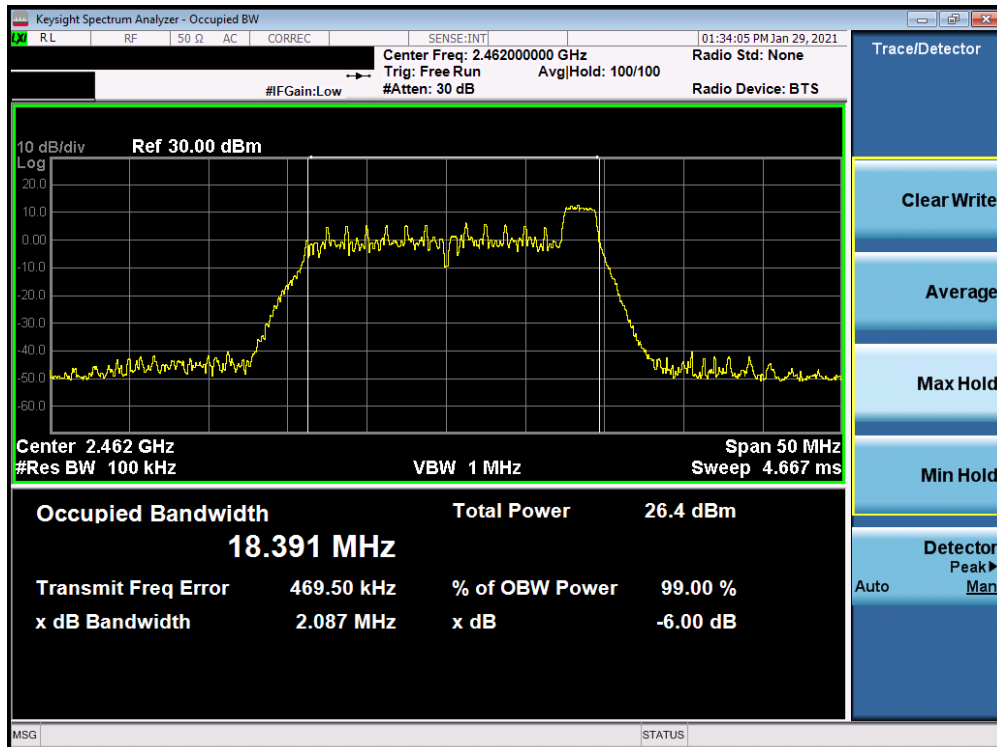 Keysight Spectrum Analyzer - Occupied BW
LXI RL RF 50 Ω AC CORREC SENSE:INT 01:34:05 PM Jan 29, 2021
Center Freq: 2.462000000 GHz Radio Std: None
Trig: Free Run Avg|Hold: 100/100
#IFGain:Low #Atten: 30 dB Radio Device: BTS
10 dB/div Ref 30.00 dBm
Log
20.0
10.0
0.00
-10.0
-20.0
-30.0
-40.0
-50.0
-60.0
Center 2.462 GHz Span 50 MHz
#Res BW 100 kHz VBW 1 MHz Sweep 4.667 ms
Occupied Bandwidth Total Power 26.4 dBm
18.391 MHz
Transmit Freq Error 469.50 kHz % of OBW Power 99.00 %
x dB Bandwidth 2.087 MHz x dB -6.00 dB
MSG STATUS
Trace/Detector
Clear Write
Average
Max Hold
Min Hold
Detector
Peak▶
Auto Man